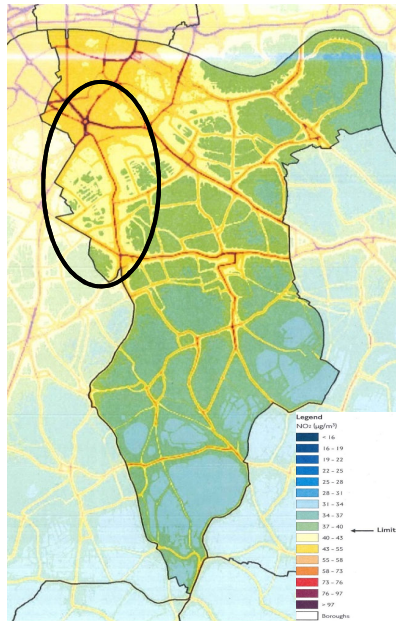 Legend
NO₂ (µg/m³)
< 16
16 – 19
19 – 22
22 – 25
25 – 28
28 – 31
31 – 34
34 – 37
37 – 40
40 – 43
43 – 55
55 – 58
58 – 73
73 – 76
76 – 97
> 97
Boroughs
Limit